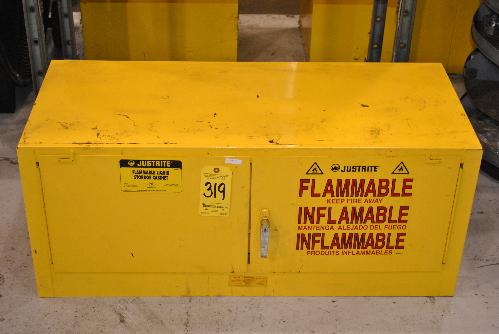 JUSTRITE
FLAMMABLE LIQUID
STORAGE CABINET
319
JUSTRITE
FLAMMABLE
KEEP FIRE AWAY
INFLAMABLE
MANTENGA ALEJADO DEL FUEGO
INFLAMMABLE
PRODUITS INFLAMMABLES